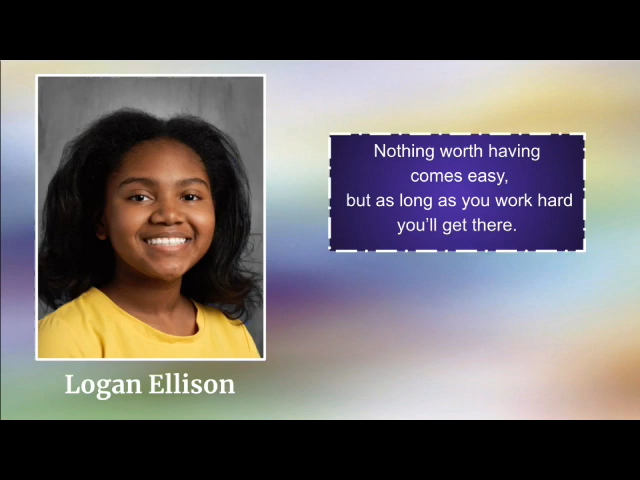 Nothing worth having
comes easy,
but as long as you work hard
you’ll get there.
Logan Ellison